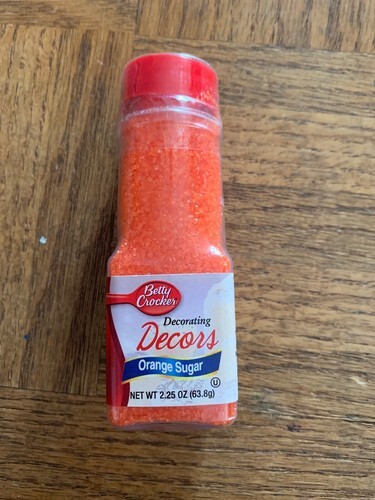 Betty
Crocker
Decorating
Decors
Orange Sugar
U
NET WT 2.25 OZ (63.8g)